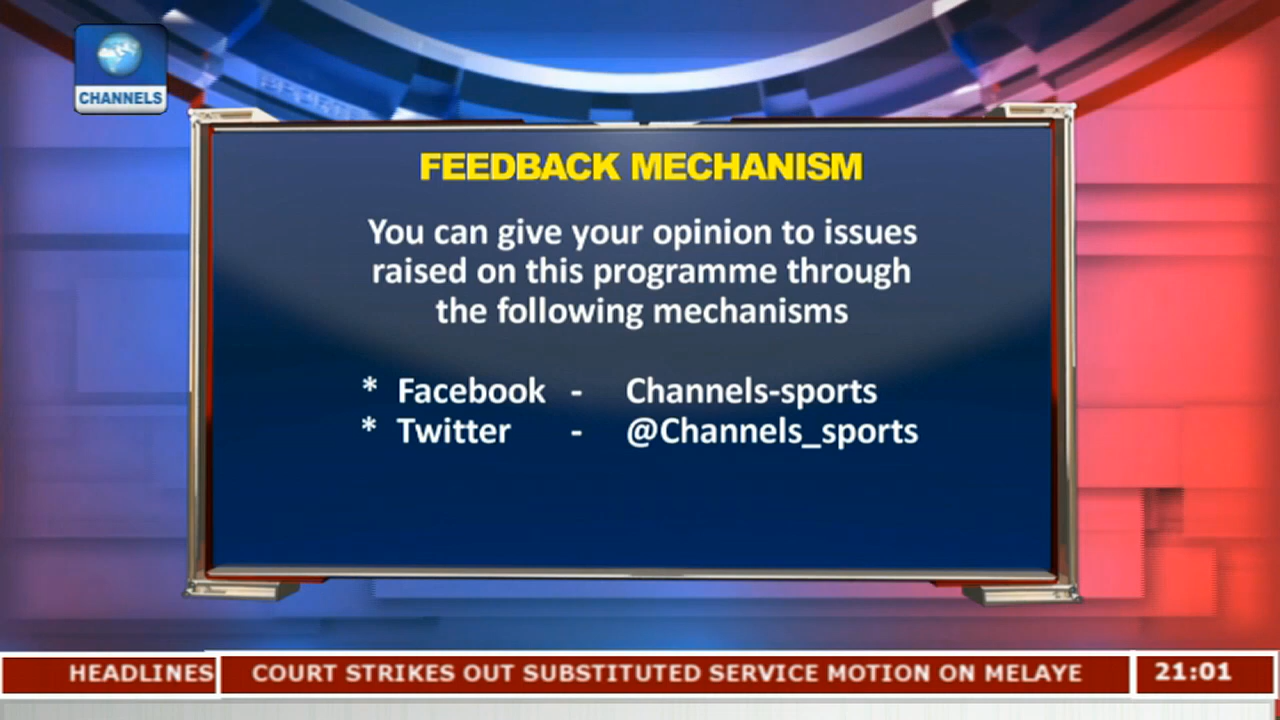 CHANNELS
FEEDBACK MECHANISM
You can give your opinion to issues
raised on this programme through
the following mechanisms
* Facebook - Channels-sports
* Twitter - @Channels_sports
HEADLINES COURT STRIKES OUT SUBSTITUTED SERVICE MOTION ON MELAYE 21:01